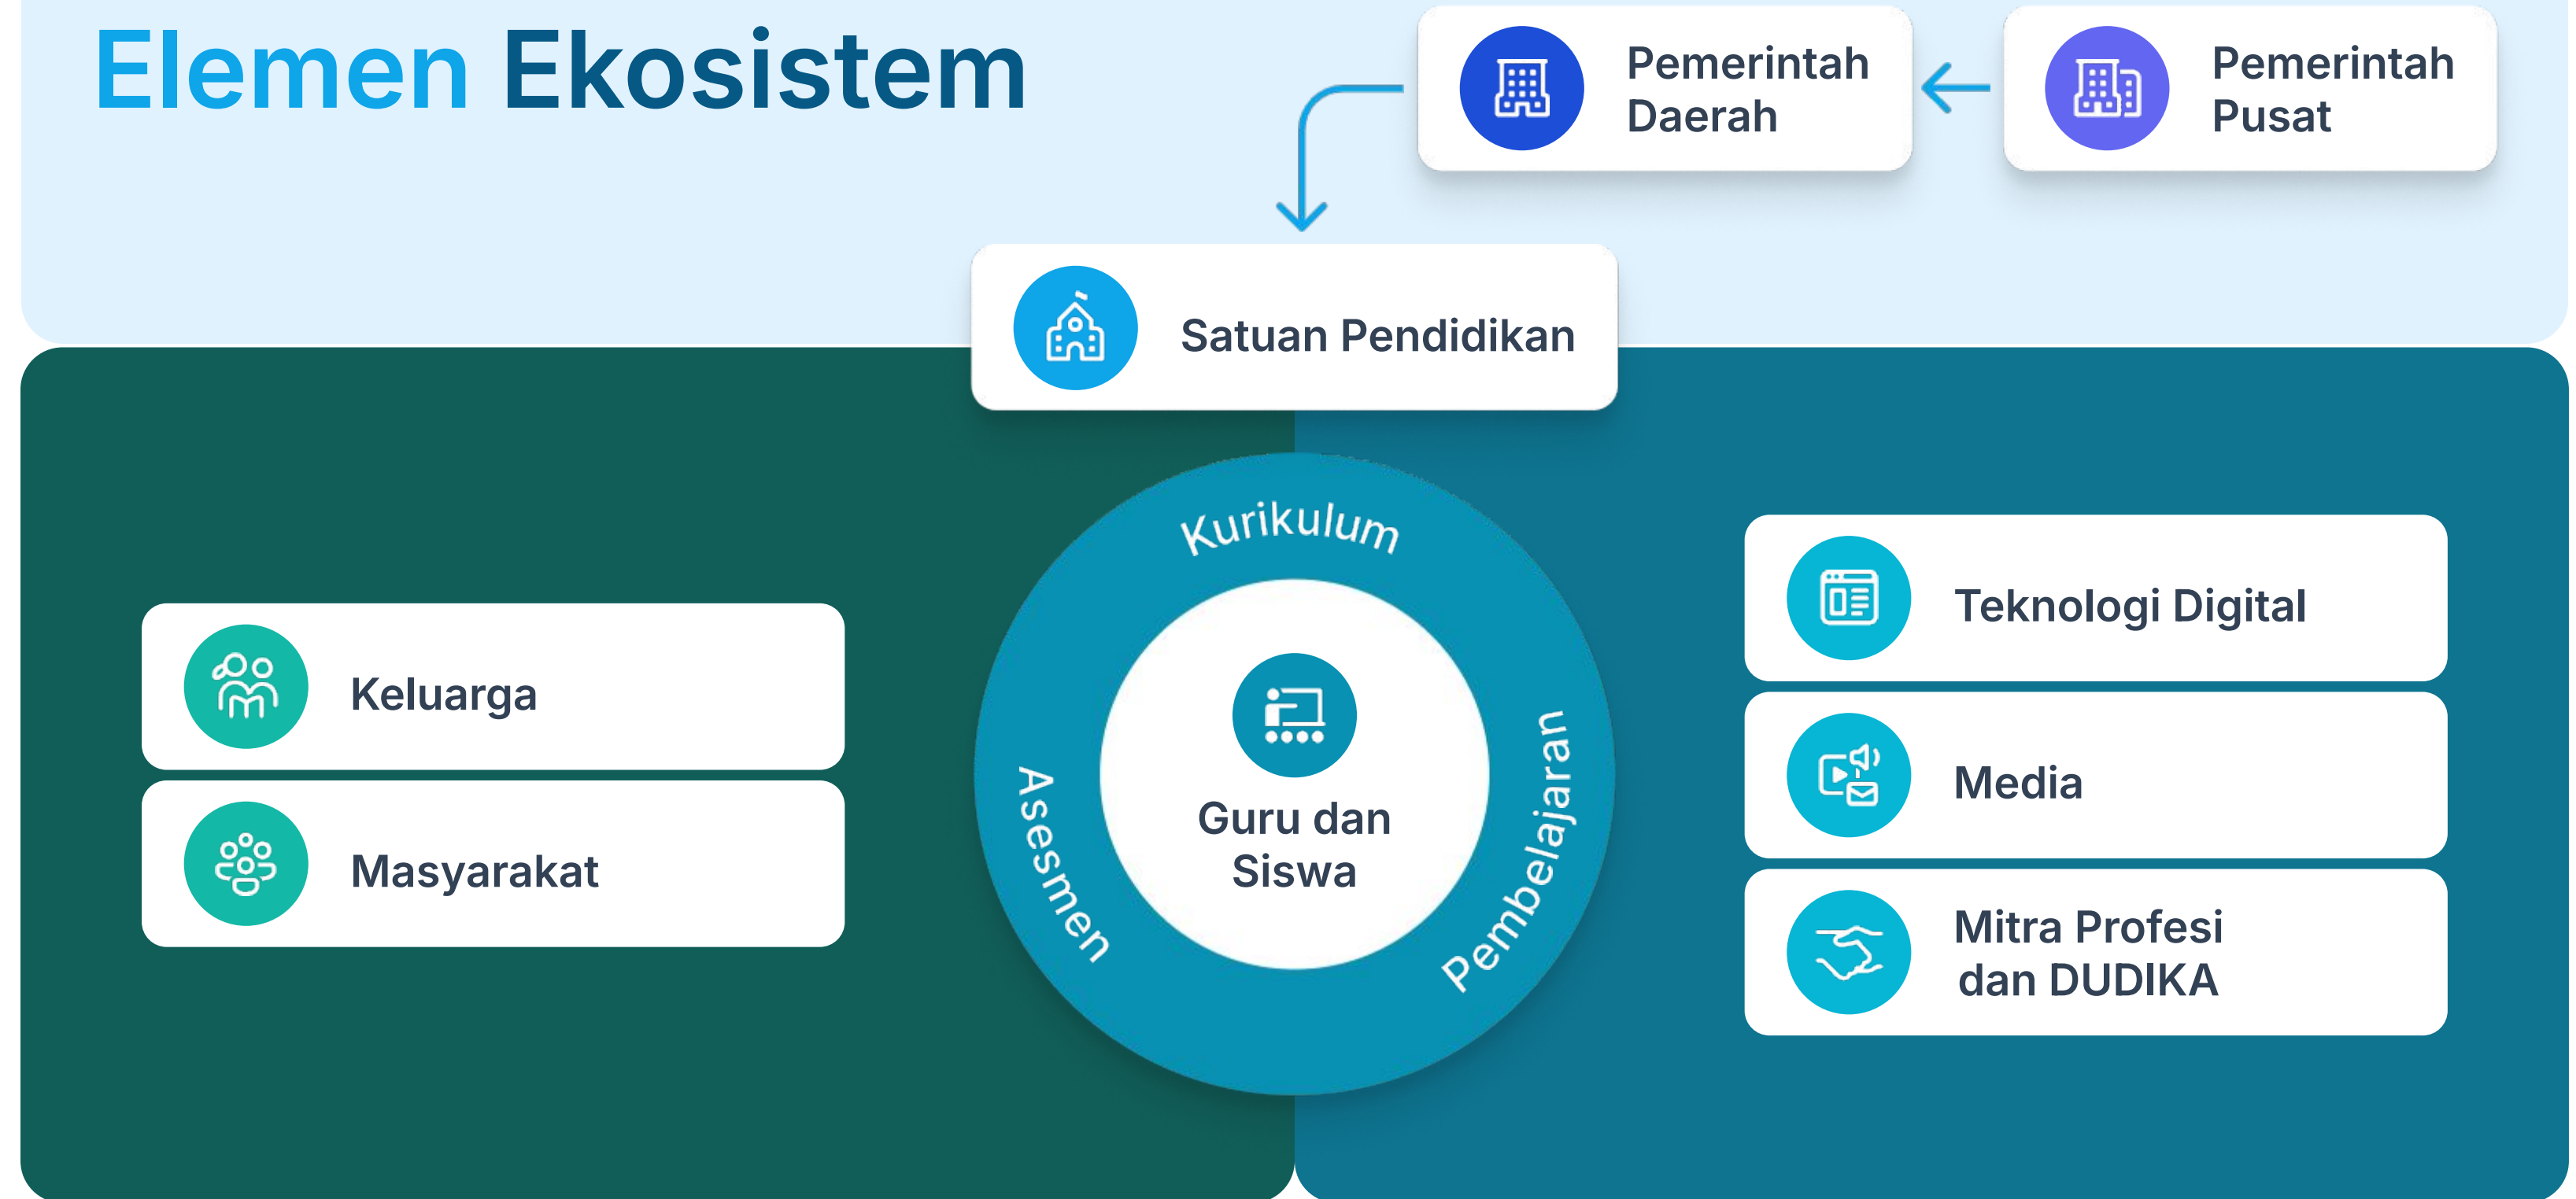 Elemen Ekosistem
Pemerintah
Daerah
Pemerintah
Pusat
Satuan Pendidikan
Keluarga
Masyarakat
Kurikulum
Asesmen
Pembelajaran
Guru dan
Siswa
Teknologi Digital
Media
Mitra Profesi
dan DUDIKA